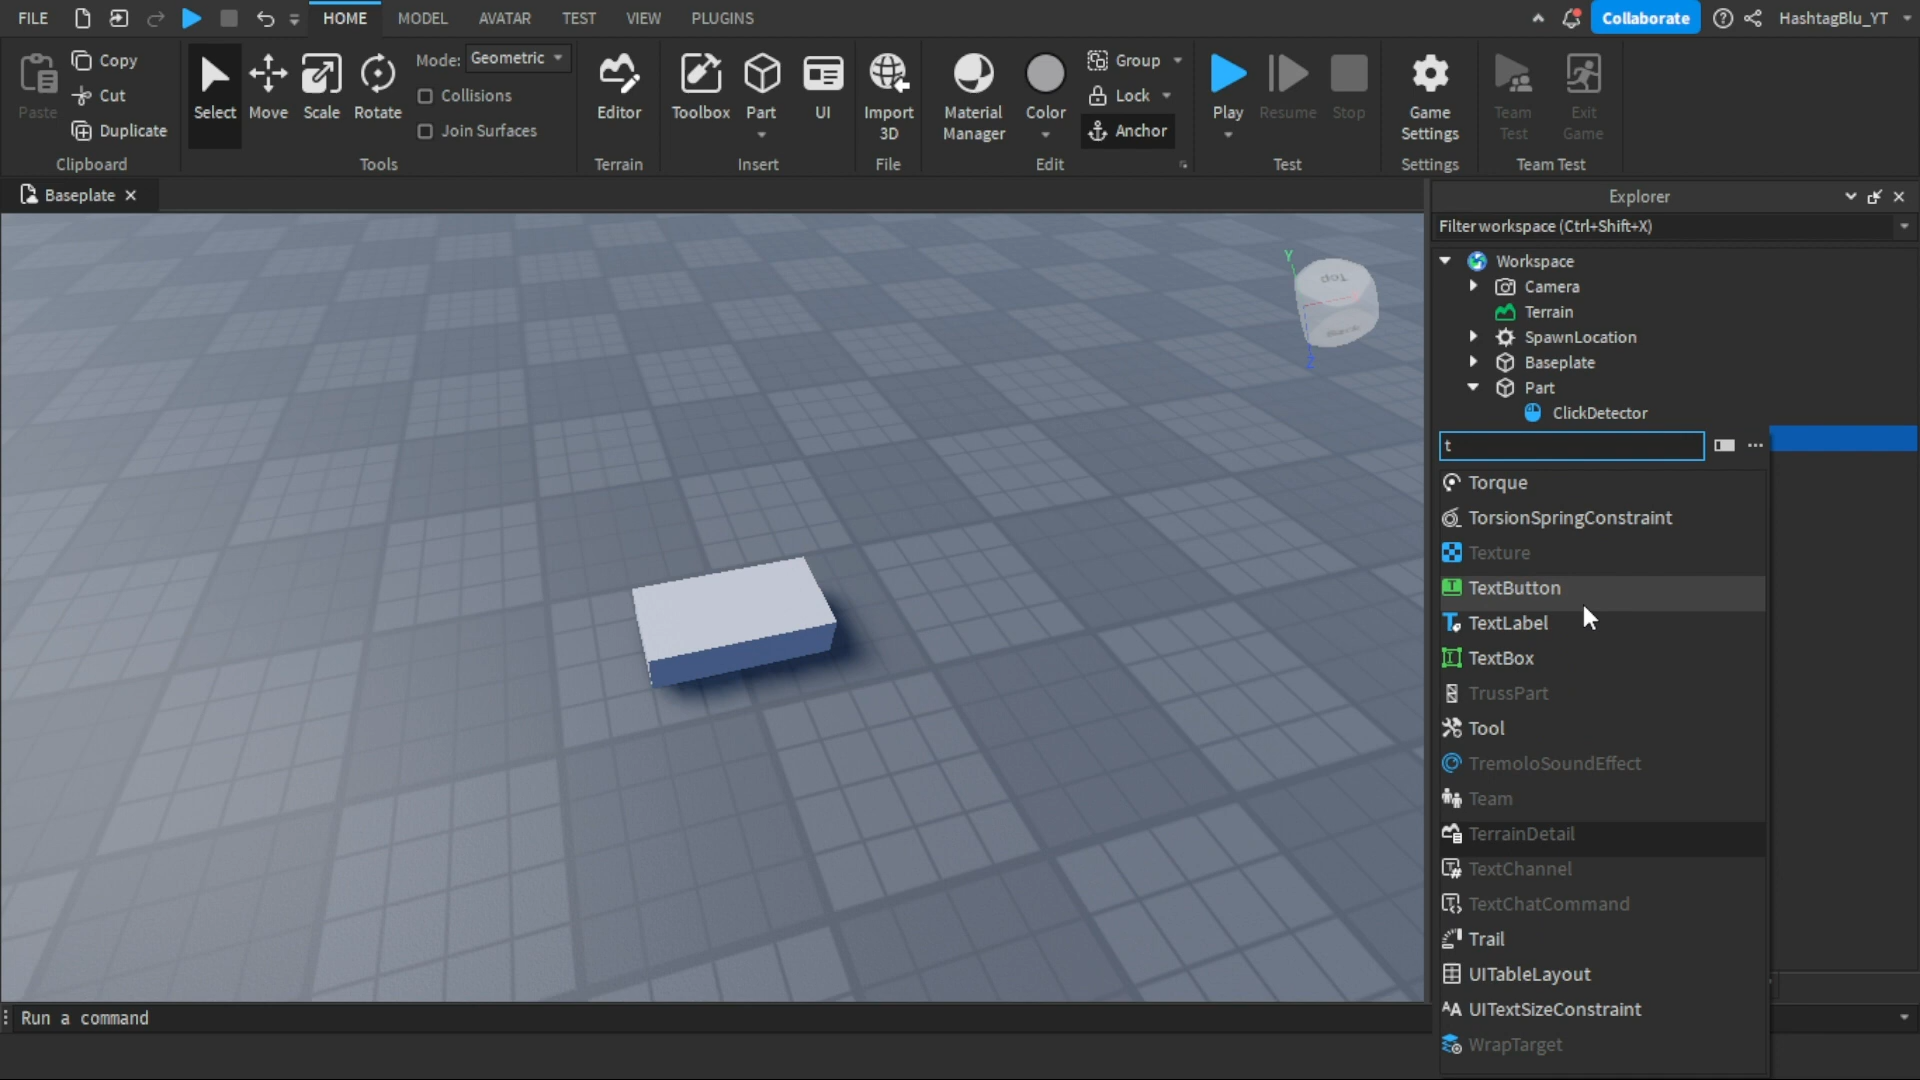 FILE HOME MODEL AVATAR TEST VIEW PLUGINS Collaborate HashtagBlu_YT
Paste
Copy
Cut
Duplicate
Clipboard
Select Move Scale Rotate
Mode: Geometric
Collisions
Join Surfaces
Tools
Editor
Terrain
Toolbox Part UI
Insert
Import
3D
File
Material
Manager
Color
Group
Lock
Anchor
Edit
Play Resume Stop
Test
Game
Settings
Settings
Team
Test
Exit
Game
Team Test
Baseplate
Y
Top
Z
Explorer
Filter workspace (Ctrl+Shift+X)
Workspace
Camera
Terrain
SpawnLocation
Baseplate
Part
ClickDetector
t
Torque
TorsionSpringConstraint
Texture
TextButton
TextLabel
TextBox
TrussPart
Tool
TremoloSoundEffect
Team
TerrainDetail
TextChannel
TextChatCommand
Trail
UITableLayout
UITextSizeConstraint
WrapTarget
Run a command